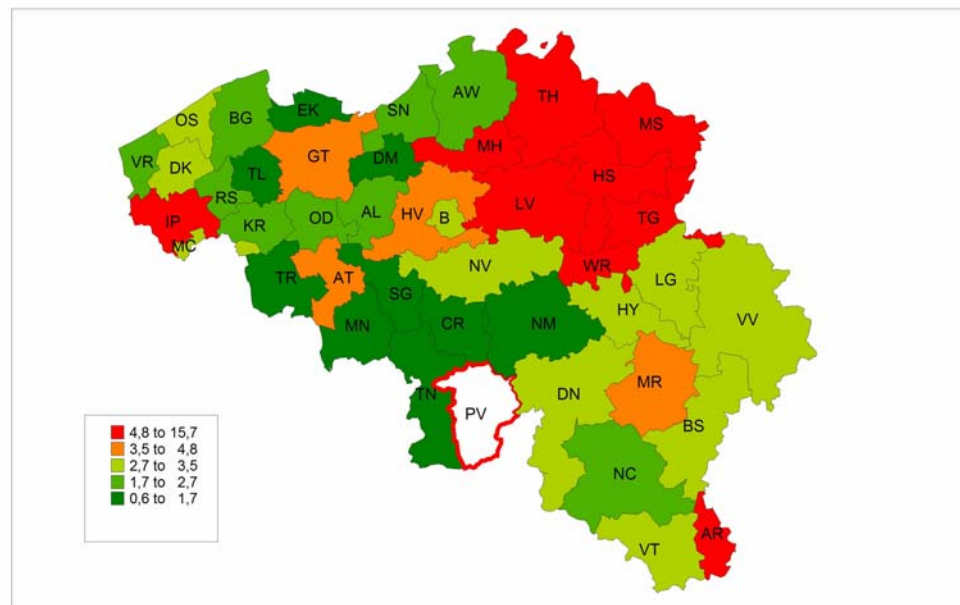 TH
AW
SN
EK
MS
OS
BG
MH
GT
DM
VR
DK
TL
HS
RS
LV
AL
HV
B
TG
IP
KR
OD
MC
NV
WR
TR
AT
LG
SG
HY
VV
MN
CR
NM
MR
TN
DN
PV
BS
4,8 to 15,7
3,5 to 4,8
2,7 to 3,5
1,7 to 2,7
0,6 to 1,7
NC
AR
VT